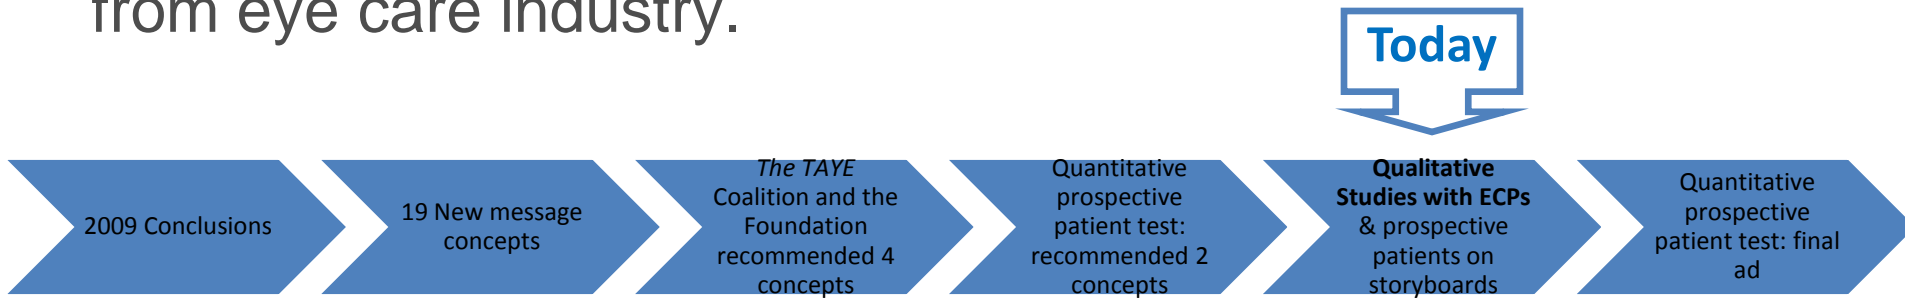 from eye care industry.
Today
2009 Conclusions
19 New message
concepts
The TAYE
Coalition and the
Foundation
recommended 4
concepts
Quantitative
prospective
patient test:
recommended 2
concepts
Qualitative
Studies with ECPs
& prospective
patients on
storyboards
Quantitative
prospective
patient test: final
ad